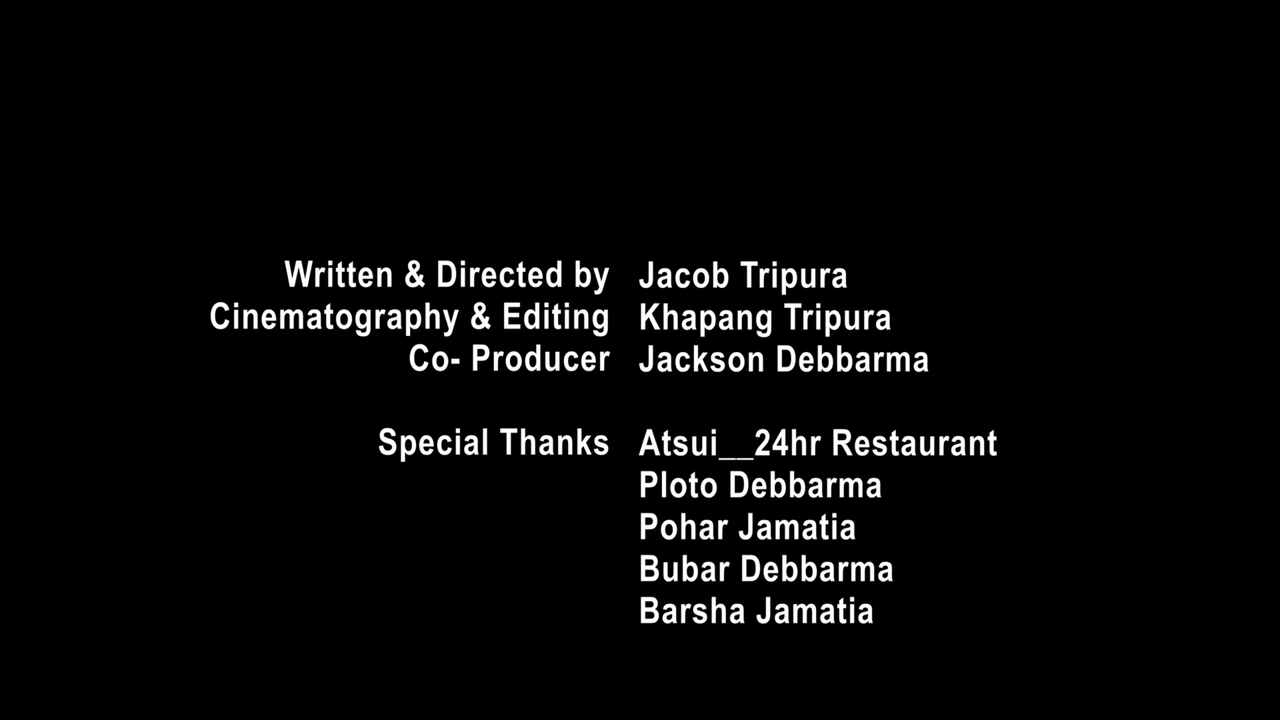 Written & Directed by Jacob Tripura
Cinematography & Editing Khapang Tripura
Co- Producer Jackson Debbarma
Special Thanks Atsui__24hr Restaurant
Ploto Debbarma
Pohar Jamatia
Bubar Debbarma
Barsha Jamatia